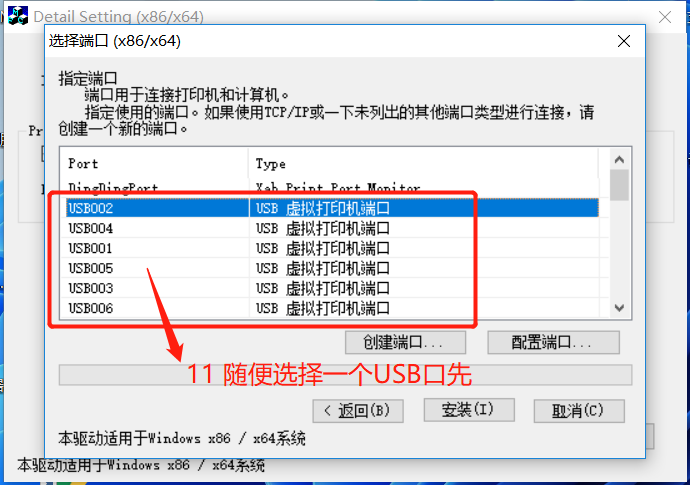 Detail Setting (x86/x64)
选择端口 (x86/x64)
指定端口
端口用于连接打印机和计算机。
指定使用的端口。如果使用TCP/IP或一下未列出的其他端口类型进行连接，请
创建一个新的端口。
Pr
Port Type
DingDingPort Xab Print Port Monitor
USB002 USB 虚拟打印机端口
USB004 USB 虚拟打印机端口
USB001 USB 虚拟打印机端口
USB005 USB 虚拟打印机端口
USB003 USB 虚拟打印机端口
USB006 USB 虚拟打印机端口
创建端口... 配置端口...
11 随便选择一个USB口先
< 返回(B) 安装(I) 取消(C)
本驱动适用于Windows x86 / x64系统
本驱动适用于Windows x86 / x64系统